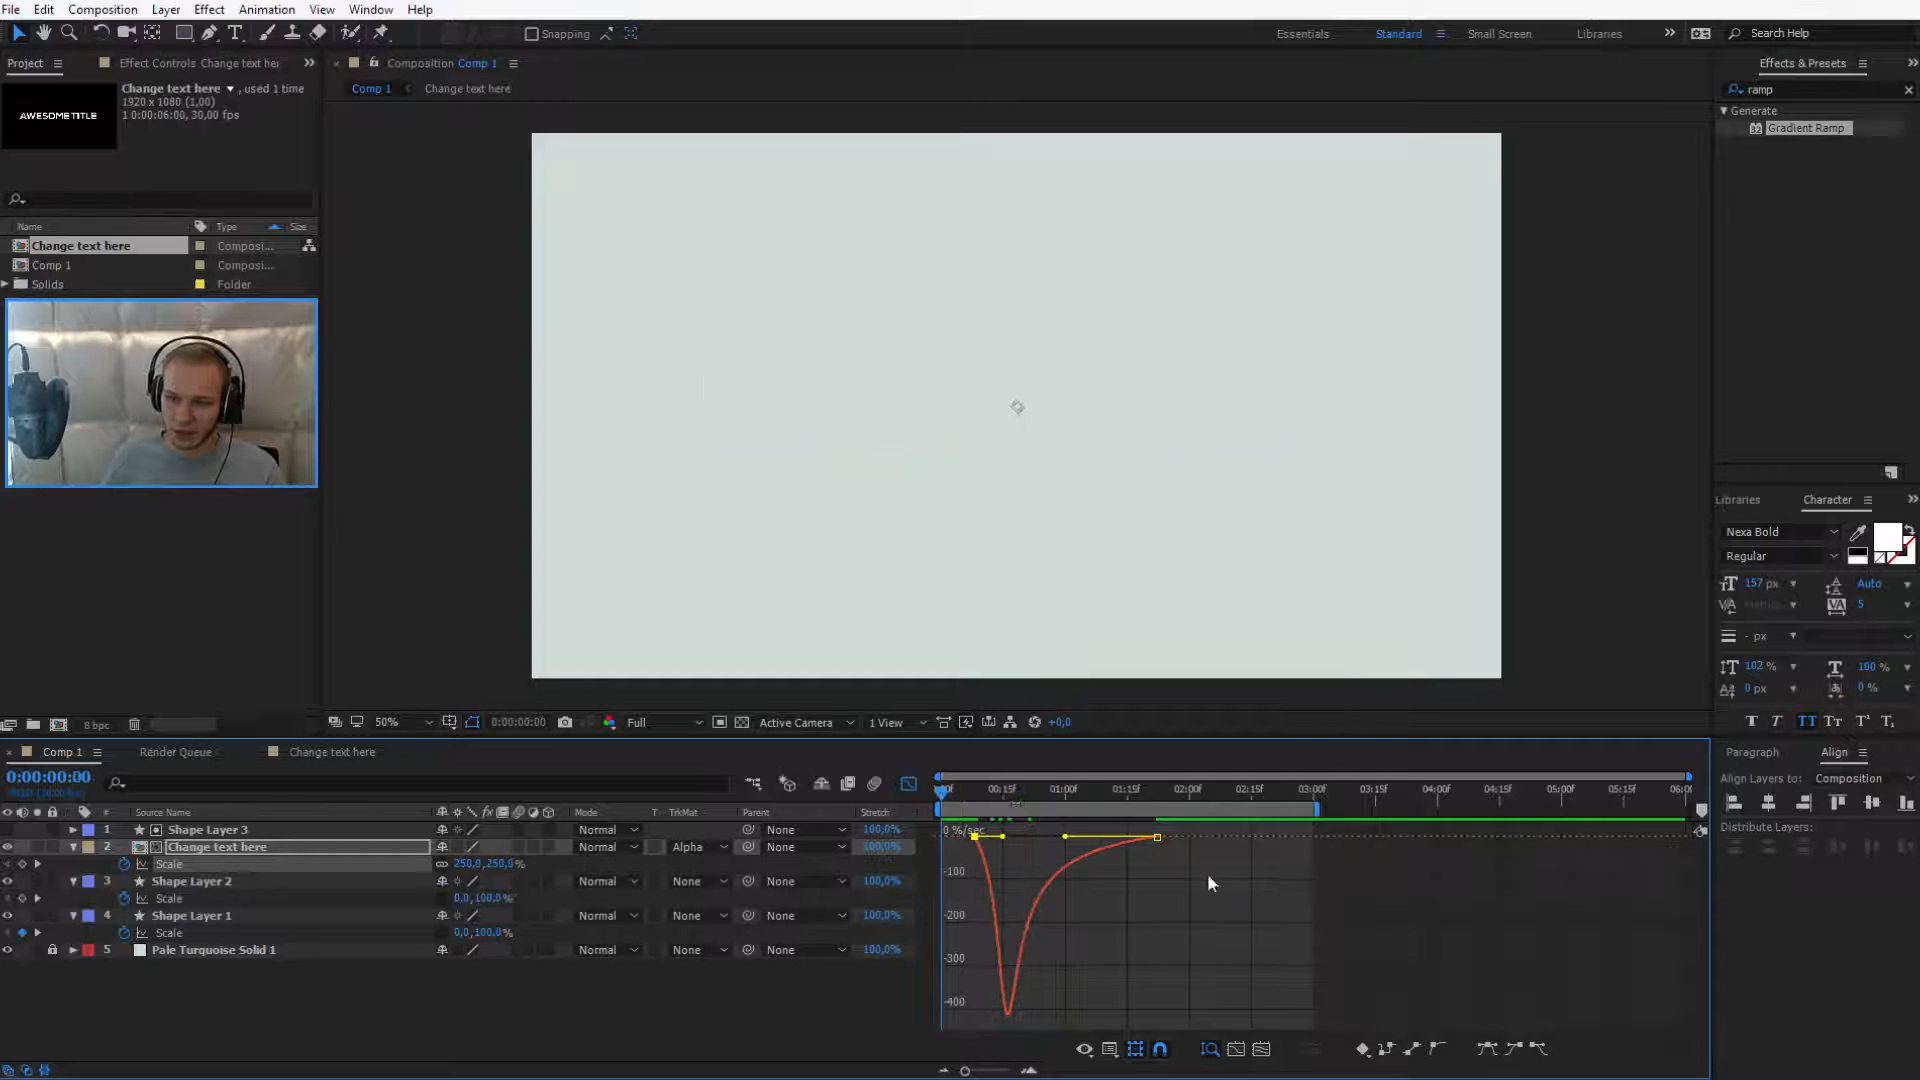 File Edit Composition Layer Effect Animation View Window Help
Snapping Essentials Standard Small Screen Libraries Search Help
Project Effect Controls Change text her Composition Comp 1 Effects & Presets
Change text here , used 1 time
1920 x 1080 (1,00)
1 0:00:06:00, 30,00 fps
AWESOME TITLE
Comp 1 Change text here
ramp
Generate
Gradient Ramp
Name Type Size
Change text here Composi...
Comp 1 Composi...
Solids Folder
Libraries Character
Nexa Bold
Regular
157 px Auto
5
- px
102 % 100 %
0 px 0 %
8 bpc 50% 0:00:00:00 Full Active Camera 1 View +0,0
Comp 1 Render Queue Change text here
Paragraph Align
0:00:00:00
Align Layers to: Composition
# Source Name Mode T TrkMat Parent Stretch
00:15f 01:00f 01:15f 02:00f 02:15f 03:00f 03:15f 04:00f 04:15f 05:00f 05:15f 06:0
Distribute Layers:
1 Shape Layer 3 Normal None 100,0%
0 %/sec
2 Change text here Normal Alpha None 100,0%
Scale 250,0,250,0%
-100
3 Shape Layer 2 Normal None None 100,0%
Scale 0,0,100,0%
-200
4 Shape Layer 1 Normal None None 100,0%
Scale 0,0,100,0%
5 Pale Turquoise Solid 1 Normal None None 100,0%
-300
-400